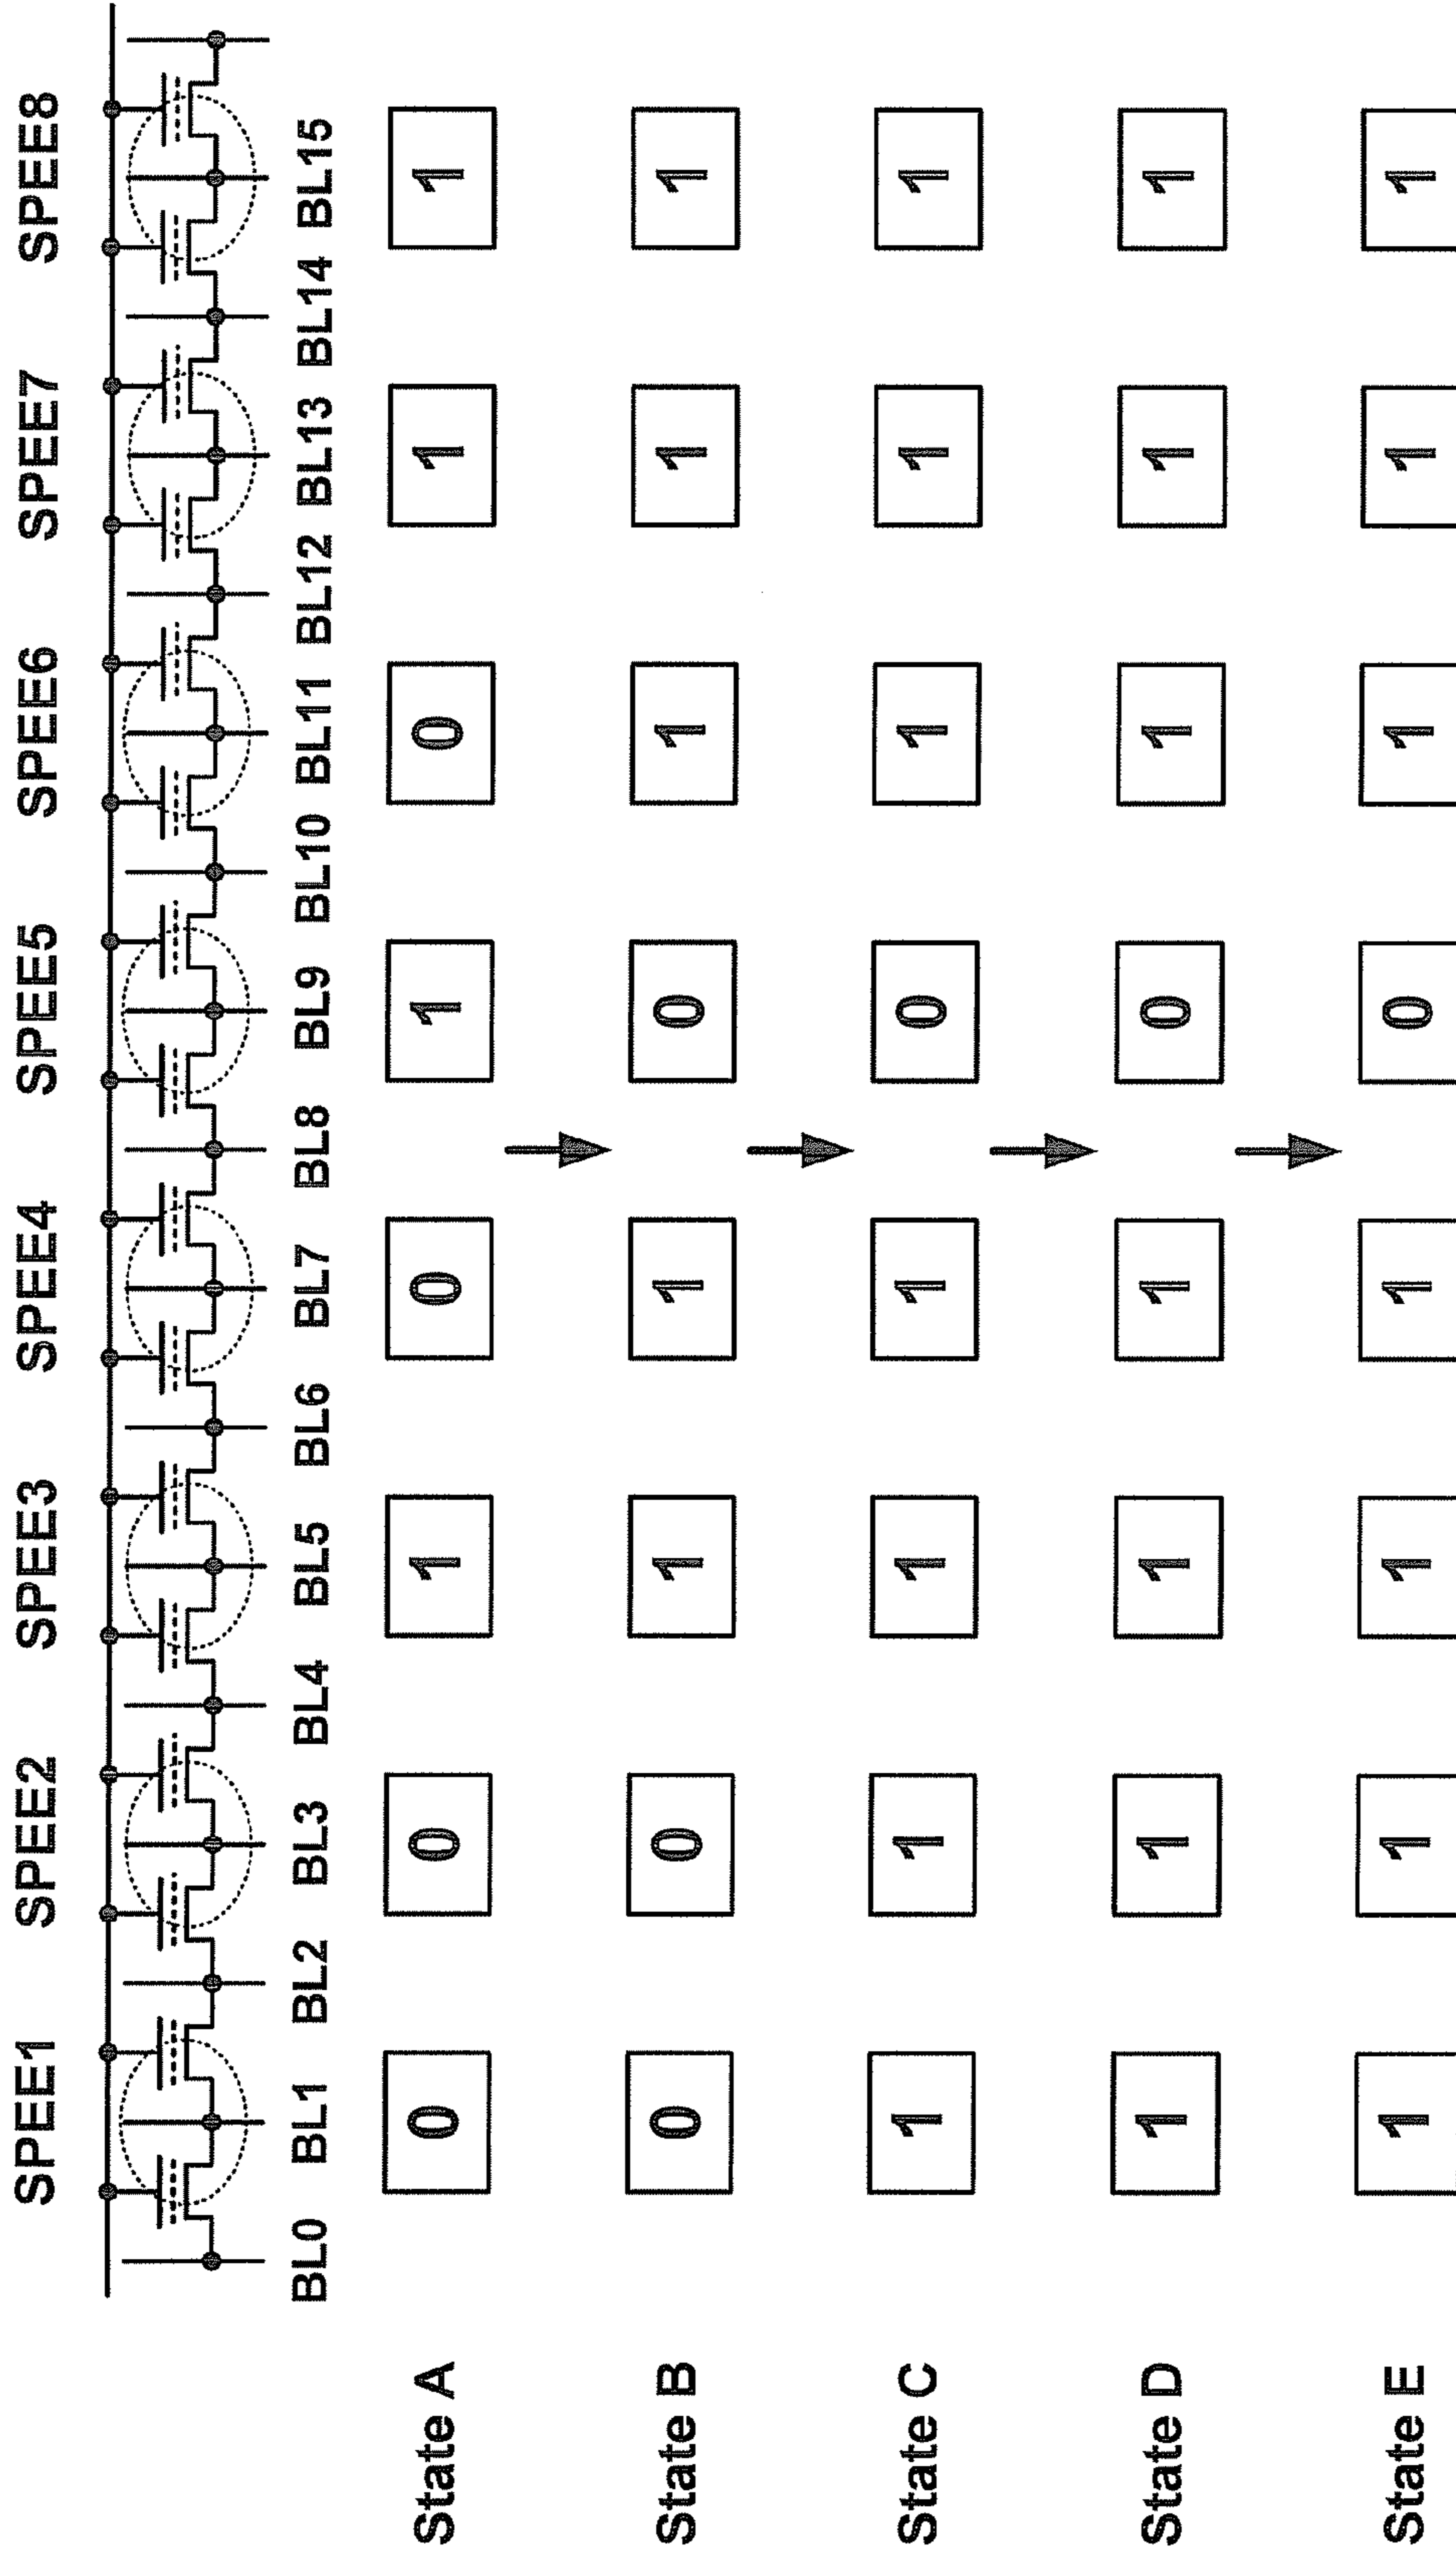 SPEE1 SPEE2 SPEE3 SPEE4 SPEE5 SPEE6 SPEE7 SPEE8
BL0 BL1 BL2 BL3 BL4 BL5 BL6 BL7 BL8 BL9 BL10 BL11 BL12 BL13 BL14 BL15
State A 0 0 1 0 1 0 1 1
State B 0 0 1 1 0 1 1 1
State C 1 1 1 1 0 1 1 1
State D 1 1 1 1 0 1 1 1
State E 1 1 1 1 0 1 1 1